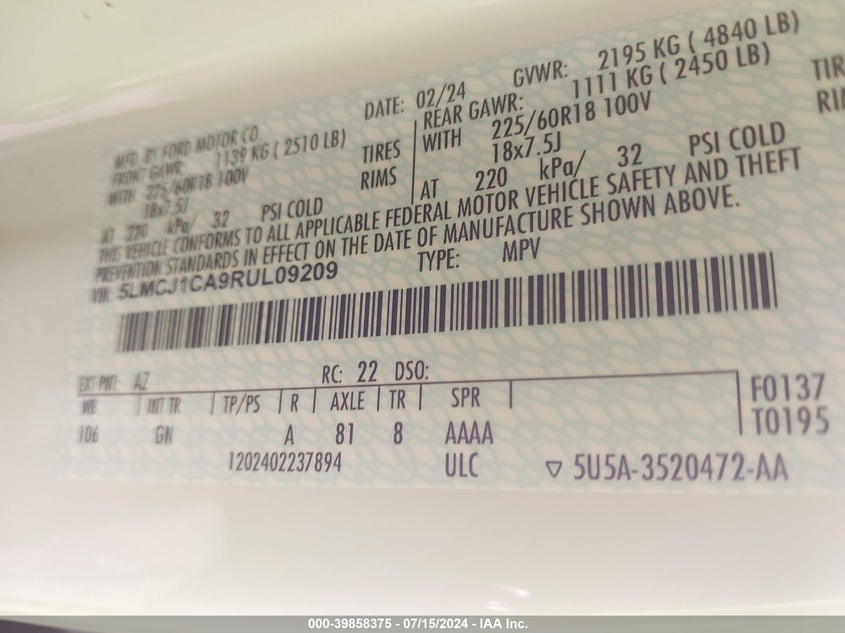 MFD. BY FORD MOTOR CO. DATE: 02/24 GVWR: 2195 KG ( 4840 LB)
FRONT GAWR: 1139 KG ( 2510 LB) REAR GAWR: 1111 KG ( 2450 LB)
WITH 225/60R18 100V TIRES WITH 225/60R18 100V TIR
18x7.5J RIMS 18x7.5J RI
AT 220 kPa/ 32 PSI COLD AT 220 kPa/ 32 PSI COLD
THIS VEHICLE CONFORMS TO ALL APPLICABLE FEDERAL MOTOR VEHICLE SAFETY AND THEFT
PREVENTION STANDARDS IN EFFECT ON THE DATE OF MANUFACTURE SHOWN ABOVE.
VIN: 5LMCJ1CA9RUL09209 TYPE: MPV
EXT PNT: AZ RC: 22 DSO:
WB INT TR TP/PS R AXLE TR SPR F0137
106 GN A 81 8 AAAA T0195
1202402237894 ULC ▽ 5U5A-3520472-AA
000-39858375 - 07/15/2024 - IAA Inc.